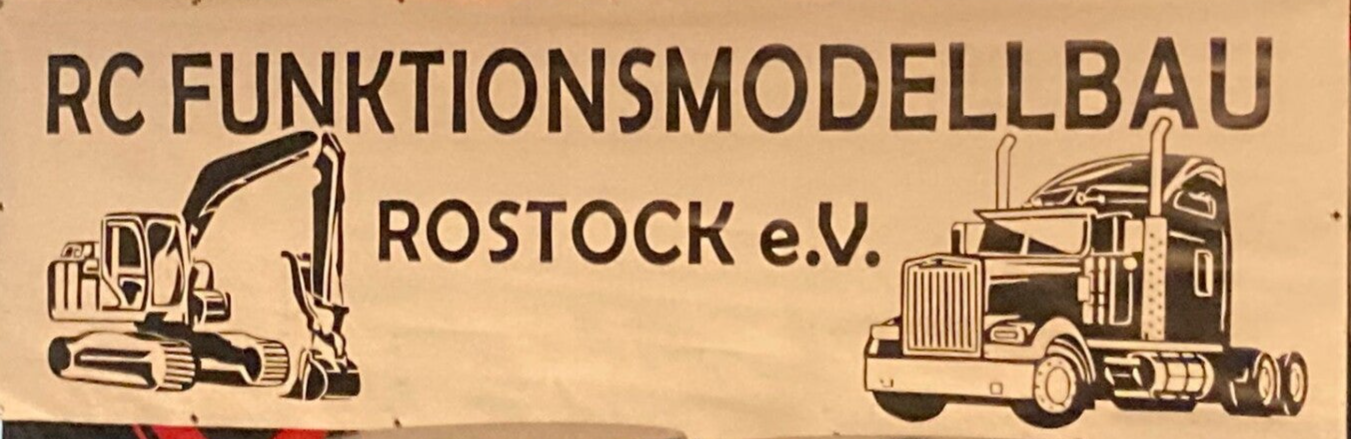 RC FUNKTIONSMODELLBAU
ROSTOCK e.V.